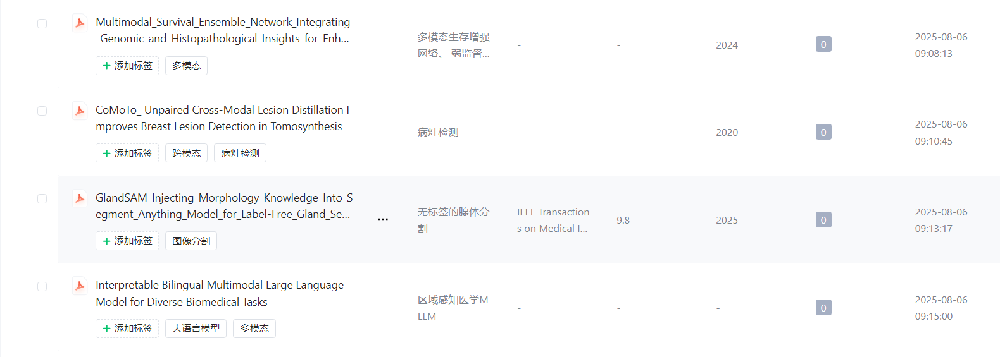 Multimodal_Survival_Ensemble_Network_Integrating
_Genomic_and_Histopathological_Insights_for_Enh...
+ 添加标签 多模态
多模态生存增强
网络、 弱监督...
-
-
2024
0
2025-08-06
09:08:13
CoMoTo_ Unpaired Cross-Modal Lesion Distillation I
mproves Breast Lesion Detection in Tomosynthesis
+ 添加标签 跨模态 病灶检测
病灶检测
-
-
2020
0
2025-08-06
09:10:45
GlandSAM_Injecting_Morphology_Knowledge_Into_S
egment_Anything_Model_for_Label-Free_Gland_Se...
+ 添加标签 图像分割
...
无标签的腺体分
割
IEEE Transaction
s on Medical I...
9.8
2025
0
2025-08-06
09:13:17
Interpretable Bilingual Multimodal Large Language
Model for Diverse Biomedical Tasks
+ 添加标签 大语言模型 多模态
区域感知医学M
LLM
-
-
-
0
2025-08-06
09:15:00